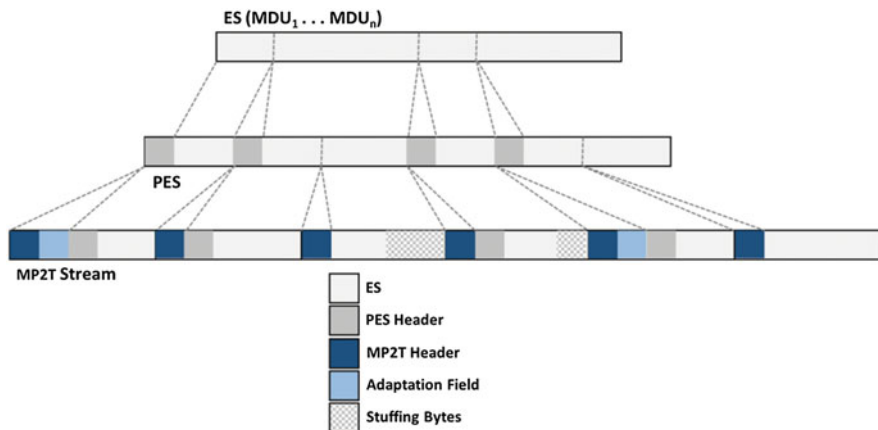 ES (MDU₁ . . . MDUₙ)
PES
MP2T Stream
ES
PES Header
MP2T Header
Adaptation Field
Stuffing Bytes